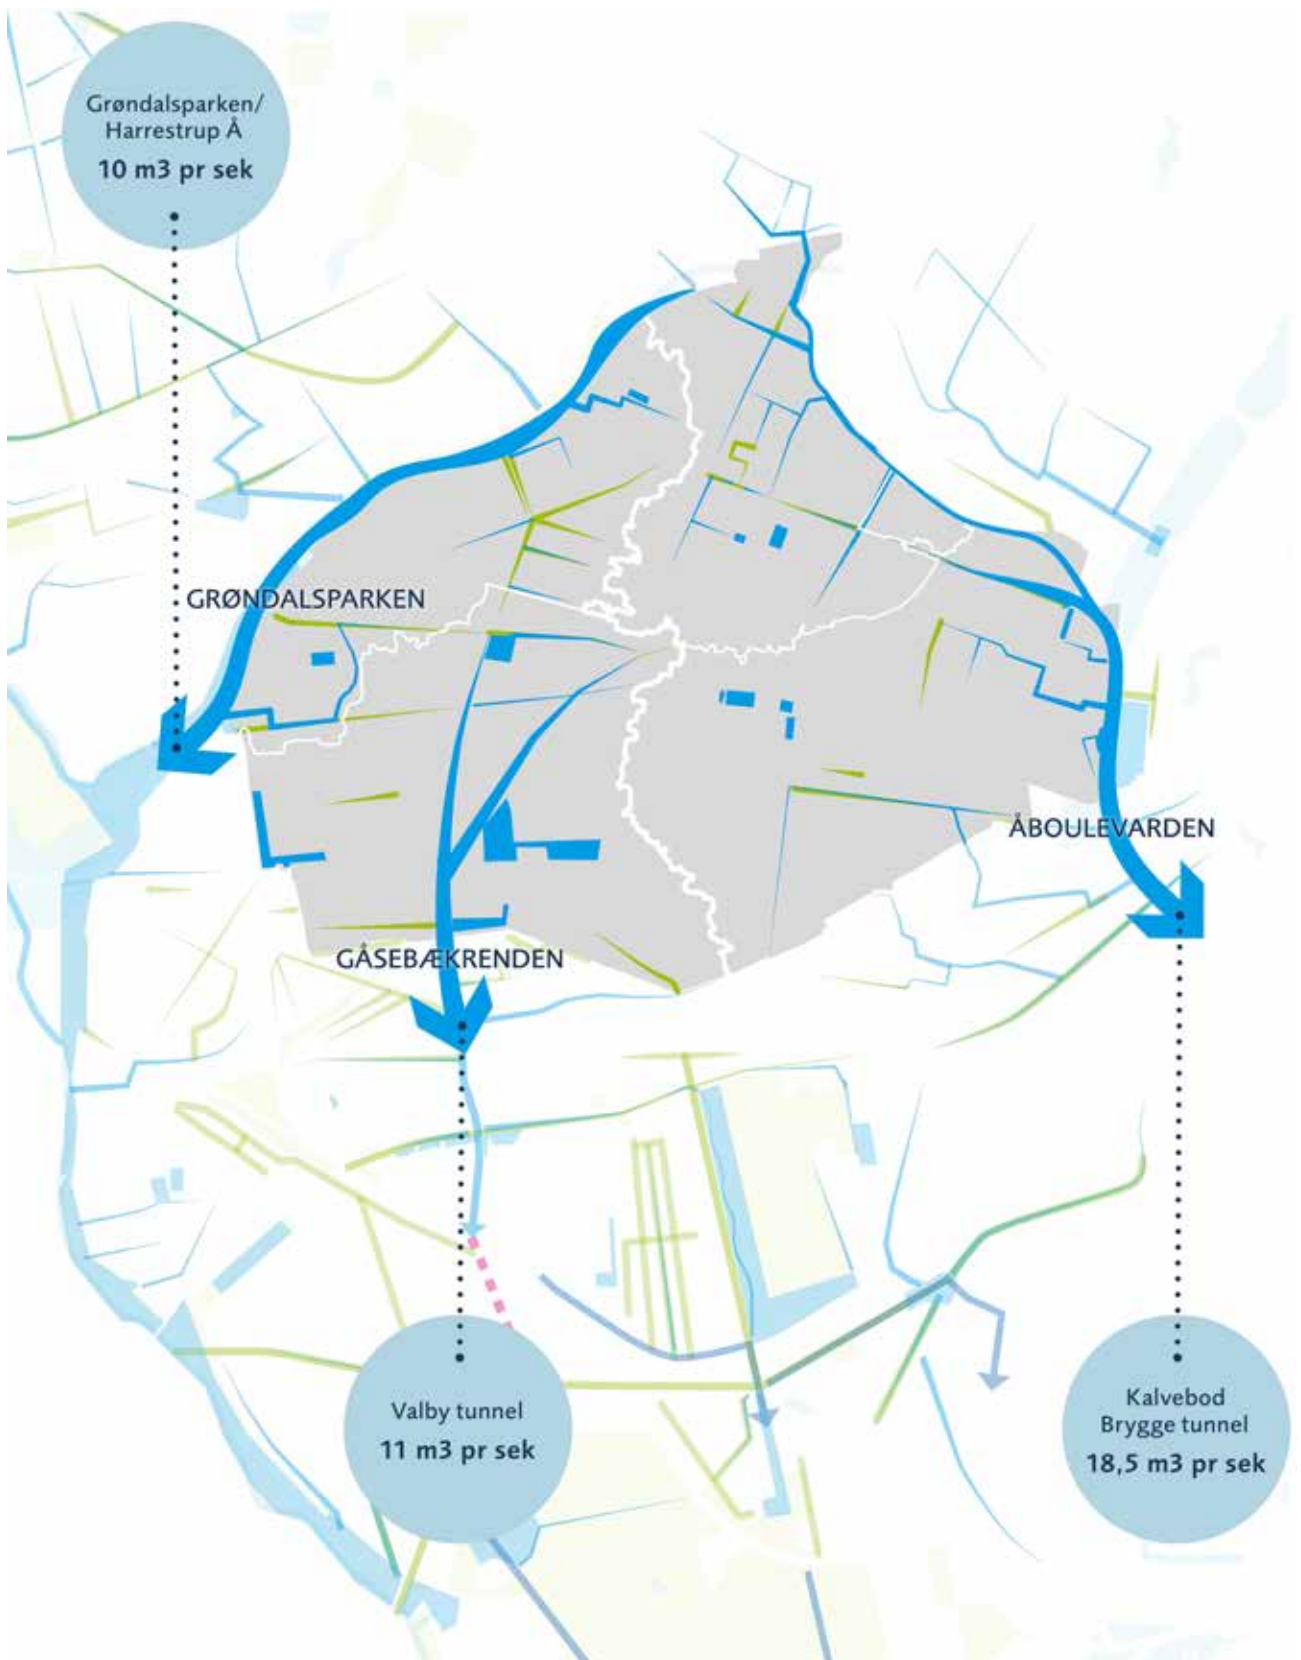 Grøndalsparken/
Harrestrup Å
10 m3 pr sek
GRØNDALSPARKEN
ÅBOULEVARDEN
GÅSEBÆKRENDEN
Valby tunnel
11 m3 pr sek
Kalvebod
Brygge tunnel
18,5 m3 pr sek